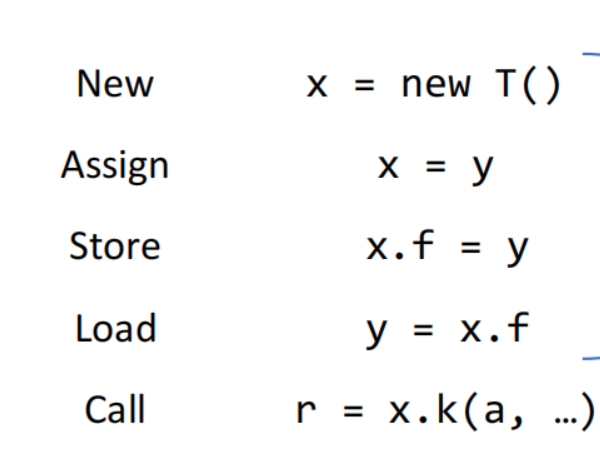 New x = new T()
Assign x = y
Store x.f = y
Load y = x.f
Call r = x.k(a, …)